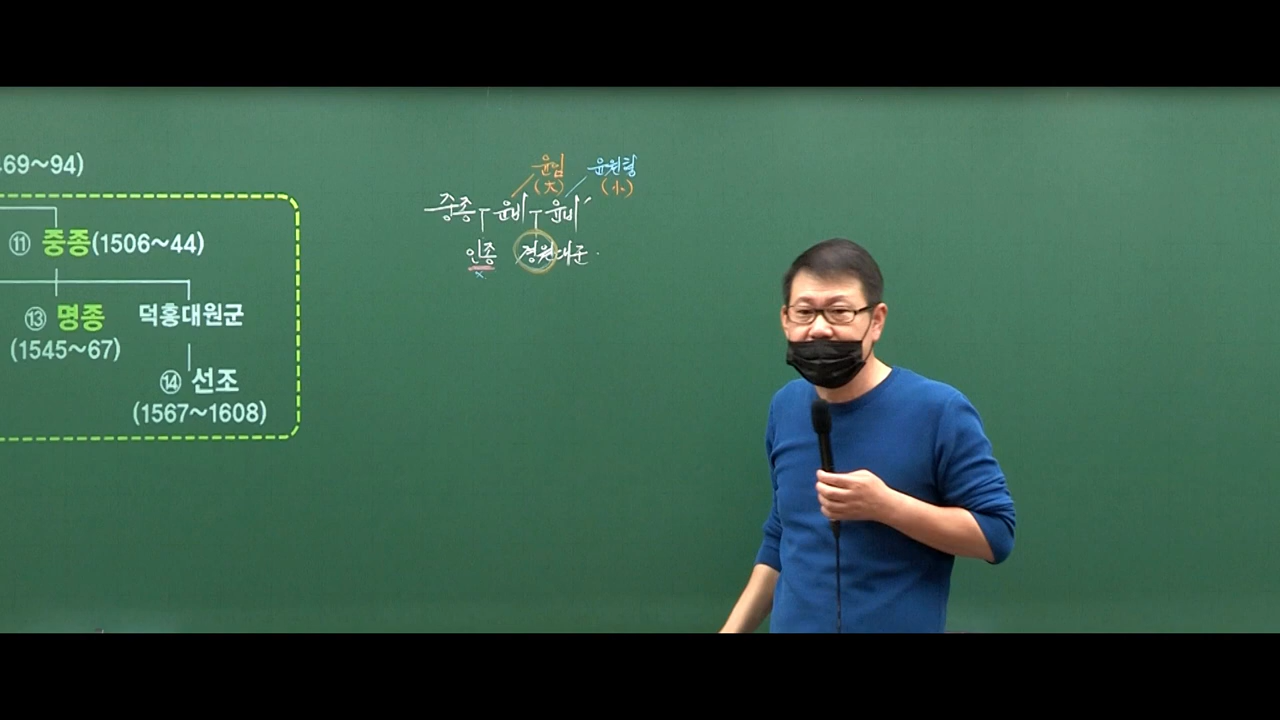 69~94)
⑪ 중종(1506~44)
⑬ 명종
(1545~67)
덕흥대원군
⑭ 선조
(1567~1608)
윤임 윤원형
(大) (小)
중종 윤비 윤비′
인종 경원대군
x